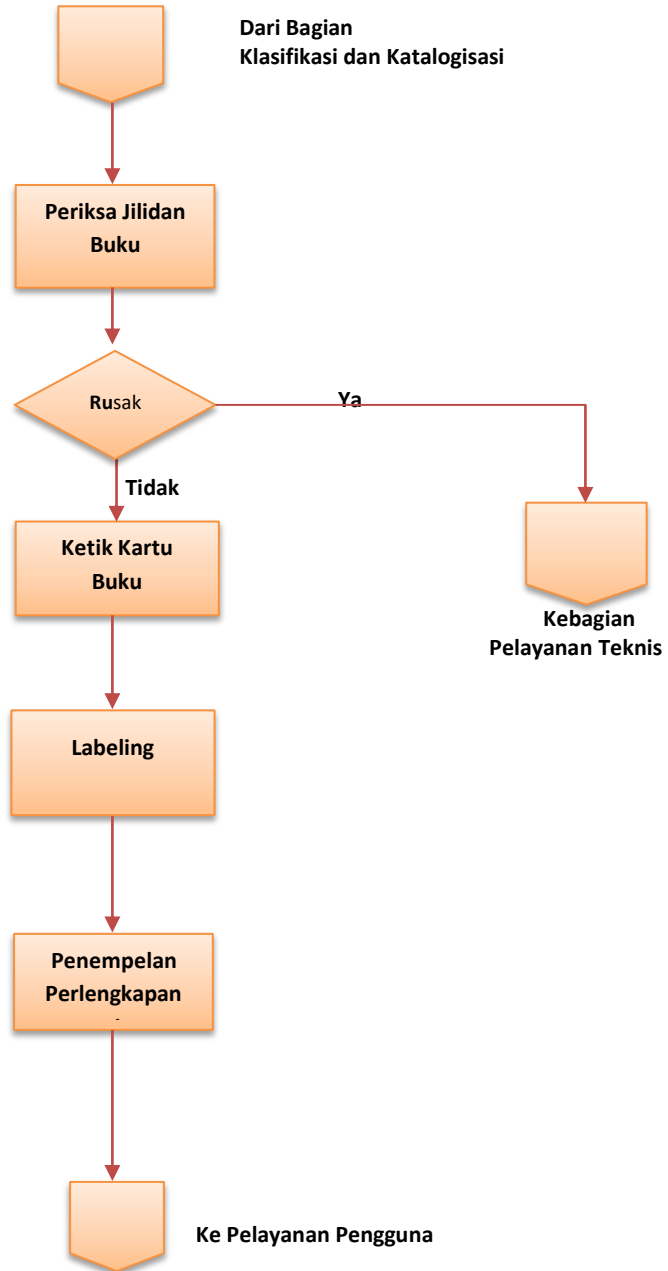 Dari Bagian
Klasifikasi dan Katalogisasi
Periksa Jilidan
Buku
Rusak
Ya
Tidak
Ketik Kartu
Buku
Kebagian
Pelayanan Teknis
Labeling
Penempelan
Perlengkapan
Ke Pelayanan Pengguna